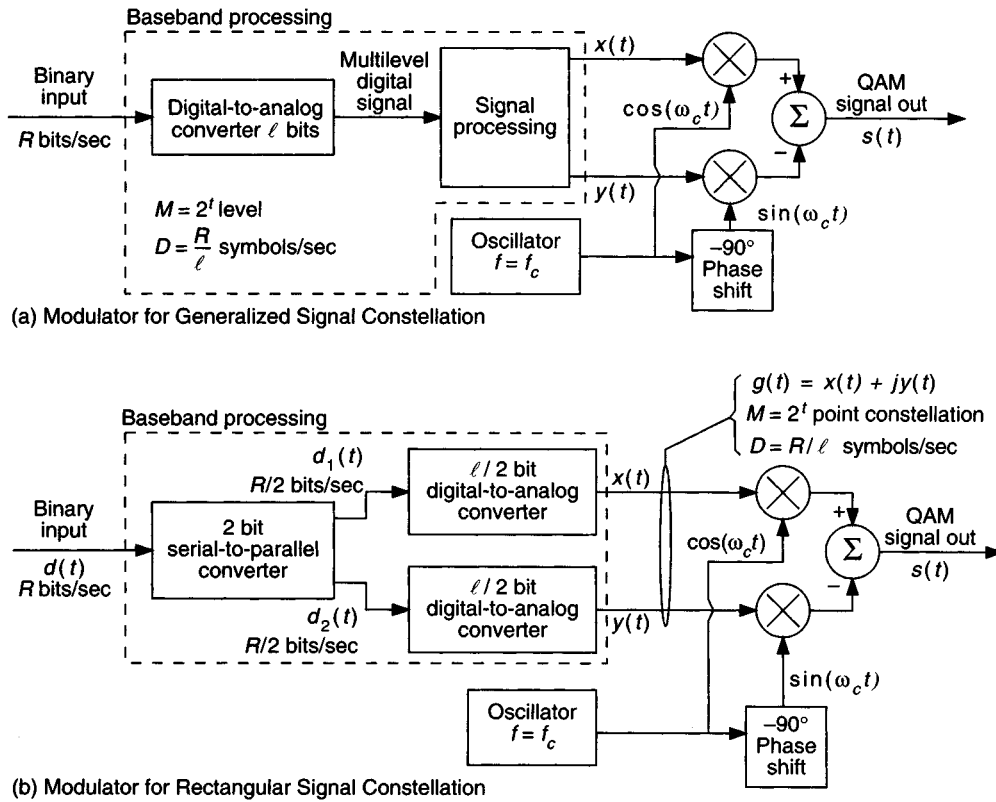 Baseband processing
Binary
input
R bits/sec
Digital-to-analog
converter ℓ bits
Multilevel
digital
signal
Signal
processing
x(t)
cos(ω_c t)
y(t)
+
Σ
−
QAM
signal out
s(t)
M = 2^t level
D = R/ℓ symbols/sec
Oscillator
f = f_c
sin(ω_c t)
−90°
Phase
shift
(a) Modulator for Generalized Signal Constellation
g(t) = x(t) + jy(t)
M = 2^t point constellation
D = R/ℓ symbols/sec
Baseband processing
Binary
input
d(t)
R bits/sec
2 bit
serial-to-parallel
converter
d_1(t)
R/2 bits/sec
d_2(t)
R/2 bits/sec
ℓ/2 bit
digital-to-analog
converter
ℓ/2 bit
digital-to-analog
converter
x(t)
cos(ω_c t)
y(t)
+
Σ
−
QAM
signal out
s(t)
sin(ω_c t)
Oscillator
f = f_c
−90°
Phase
shift
(b) Modulator for Rectangular Signal Constellation